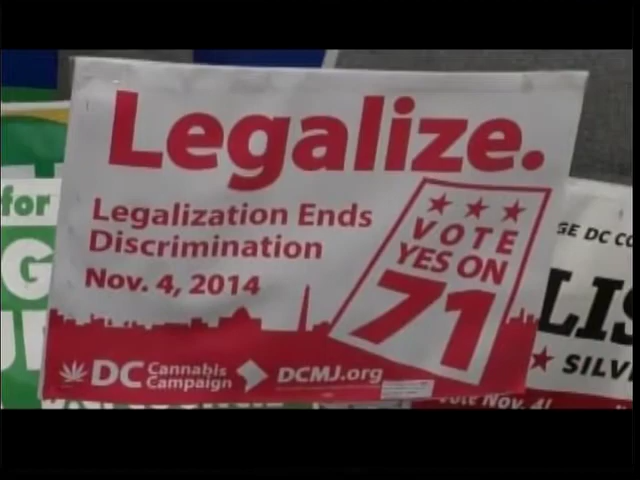 Legalize.
Legalization Ends
Discrimination
Nov. 4, 2014
VOTE
YES ON
71
DC Cannabis
Campaign
DCMJ.org
for
G
GE DC
LIS
SILV
Vote Nov. 4!